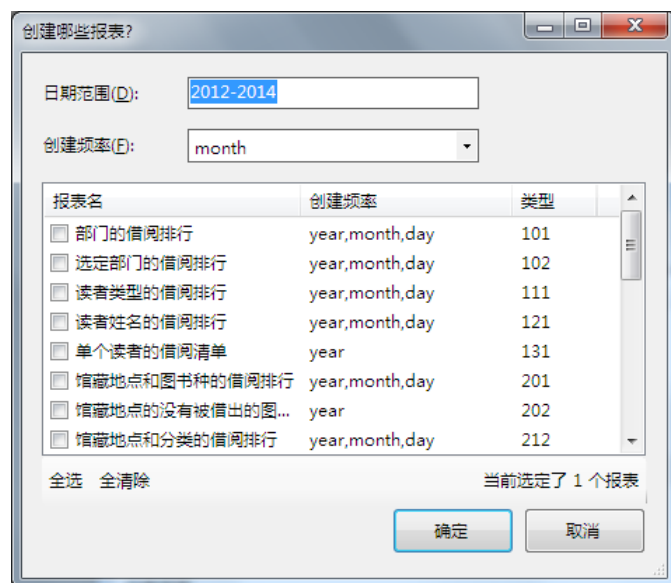 创建哪些报表?
日期范围(D): 2012-2014
创建频率(F): month
报表名 创建频率 类型
部门的借阅排行 year,month,day 101
选定部门的借阅排行 year,month,day 102
读者类型的借阅排行 year,month,day 111
读者姓名的借阅排行 year,month,day 121
单个读者的借阅清单 year 131
馆藏地点和图书种的借阅排行 year,month,day 201
馆藏地点的没有被借出的图... year 202
馆藏地点和分类的借阅排行 year,month,day 212
全选 全清除 当前选定了 1 个报表
确定 取消